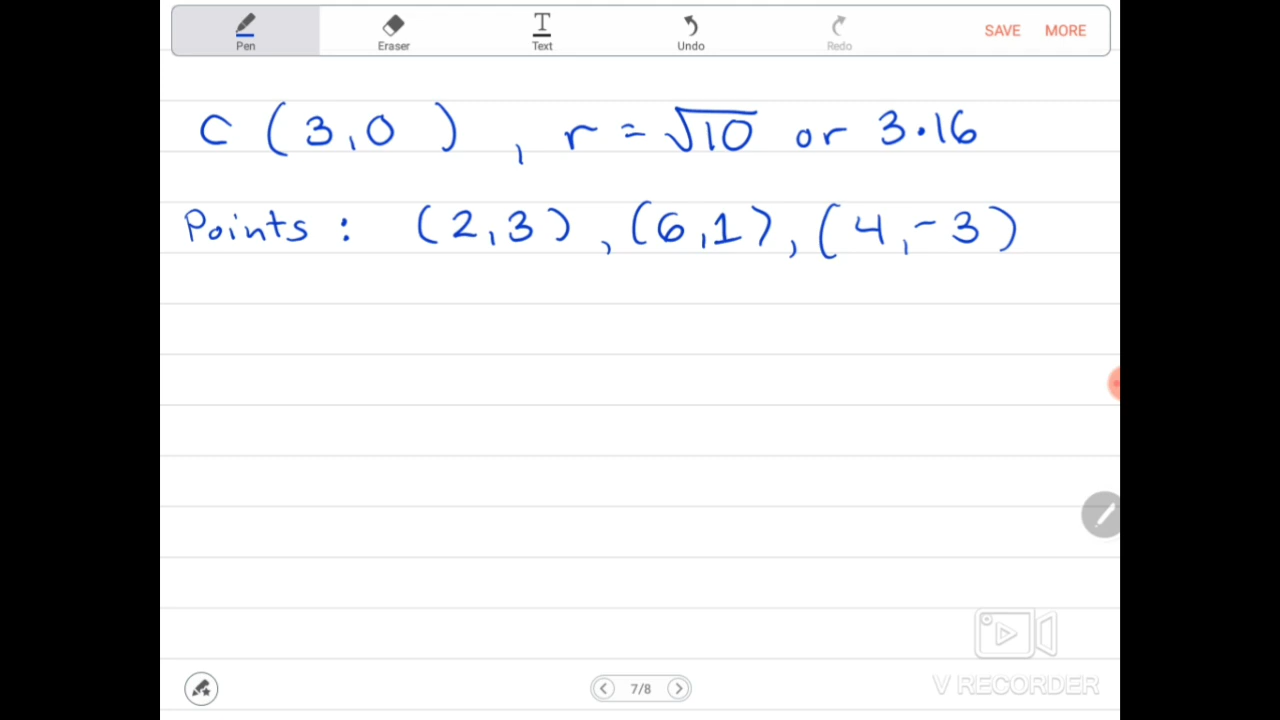 Pen Eraser Text Undo Redo SAVE MORE
C (3,0), r = √10 or 3.16
Points: (2,3), (6,1), (4,-3)
7/8
V RECORDER